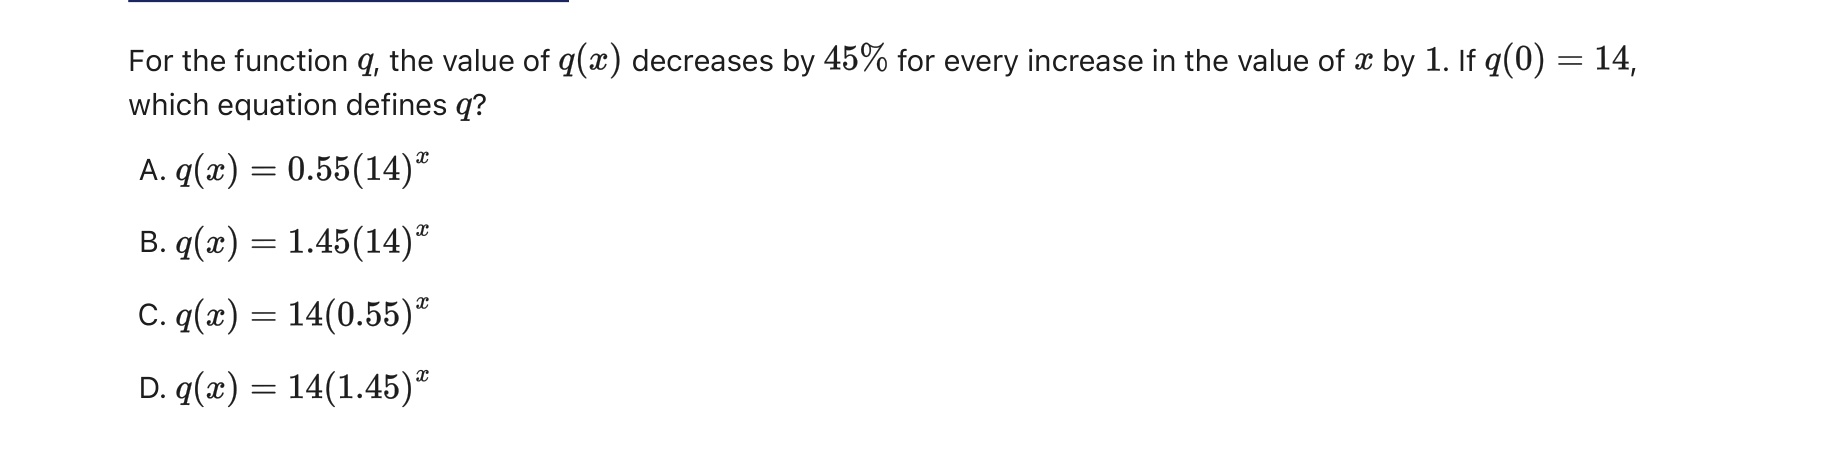 For the function q, the value of q(x) decreases by 45% for every increase in the value of x by 1. If q(0) = 14,
which equation defines q?
A. q(x) = 0.55(14)^x
B. q(x) = 1.45(14)^x
C. q(x) = 14(0.55)^x
D. q(x) = 14(1.45)^x